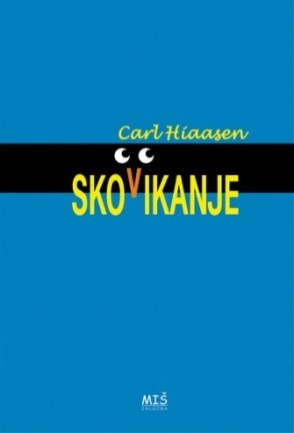 Carl Hiaasen
SKOVIKANJE
MIŠ
ZALOŽBA